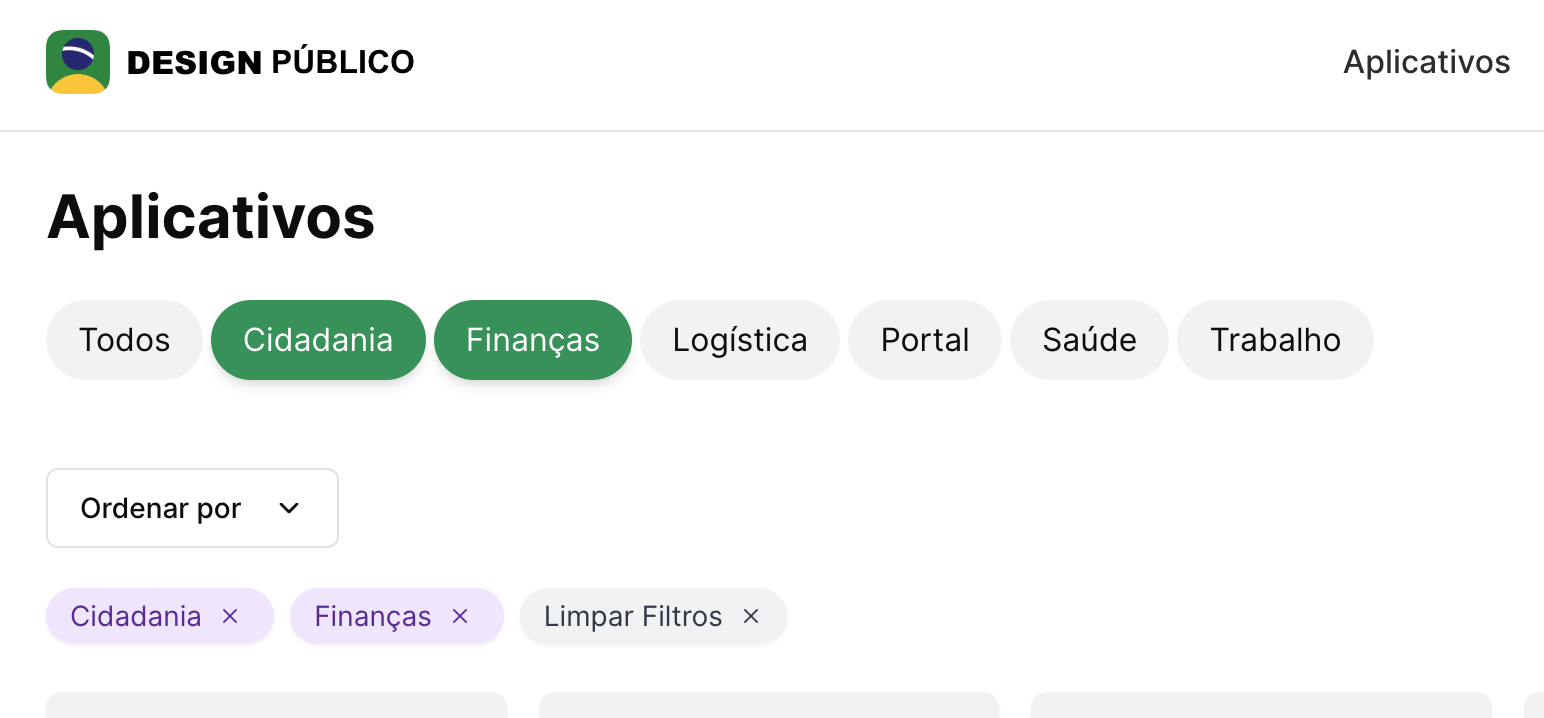 DESIGN PÚBLICO
Aplicativos
Aplicativos
Todos Cidadania Finanças Logística Portal Saúde Trabalho
Ordenar por
Cidadania × Finanças × Limpar Filtros ×